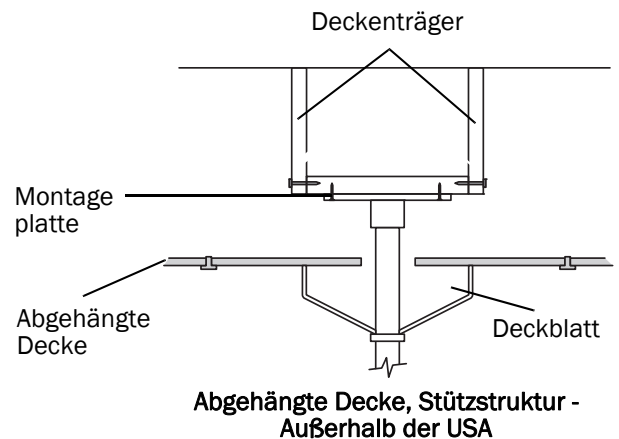 Deckenträger
Montage
platte
Abgehängte
Decke
Deckblatt
Abgehängte Decke, Stützstruktur -
Außerhalb der USA